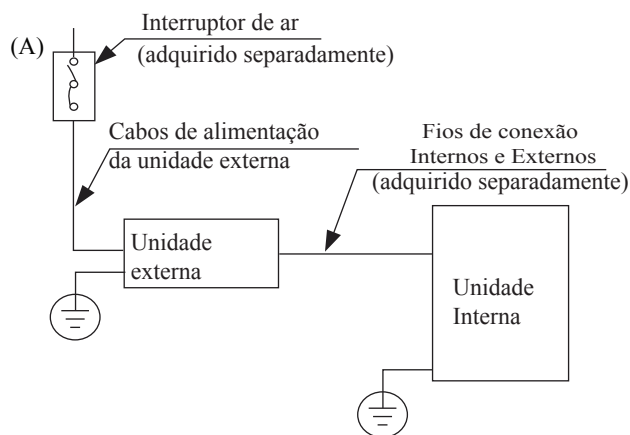 (A)
Interruptor de ar
(adquirido separadamente)
Cabos de alimentação
da unidade externa
Fios de conexão
Internos e Externos
(adquirido separadamente)
Unidade
externa
Unidade
Interna